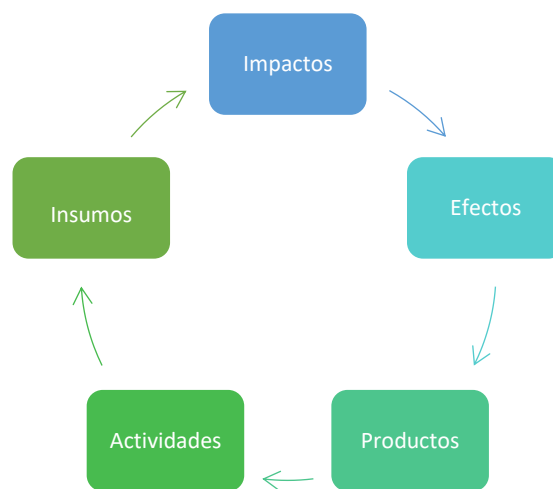 Impactos
Efectos
Productos
Actividades
Insumos